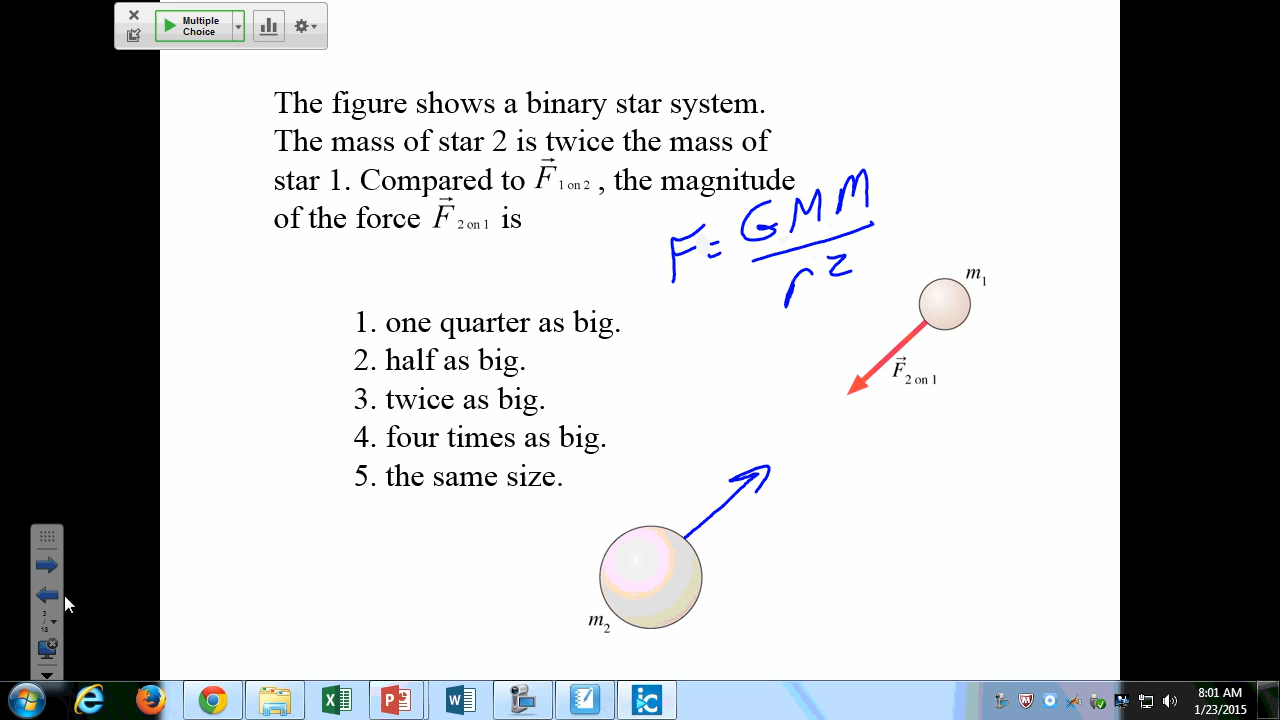 Multiple
Choice
The figure shows a binary star system.
The mass of star 2 is twice the mass of
star 1. Compared to F⃗ 1 on 2 , the magnitude
of the force F⃗ 2 on 1 is
F = GMM / r²
m₁
1. one quarter as big.
F⃗ 2 on 1
2. half as big.
3. twice as big.
4. four times as big.
5. the same size.
m₂
3
/
18
8:01 AM
1/23/2015